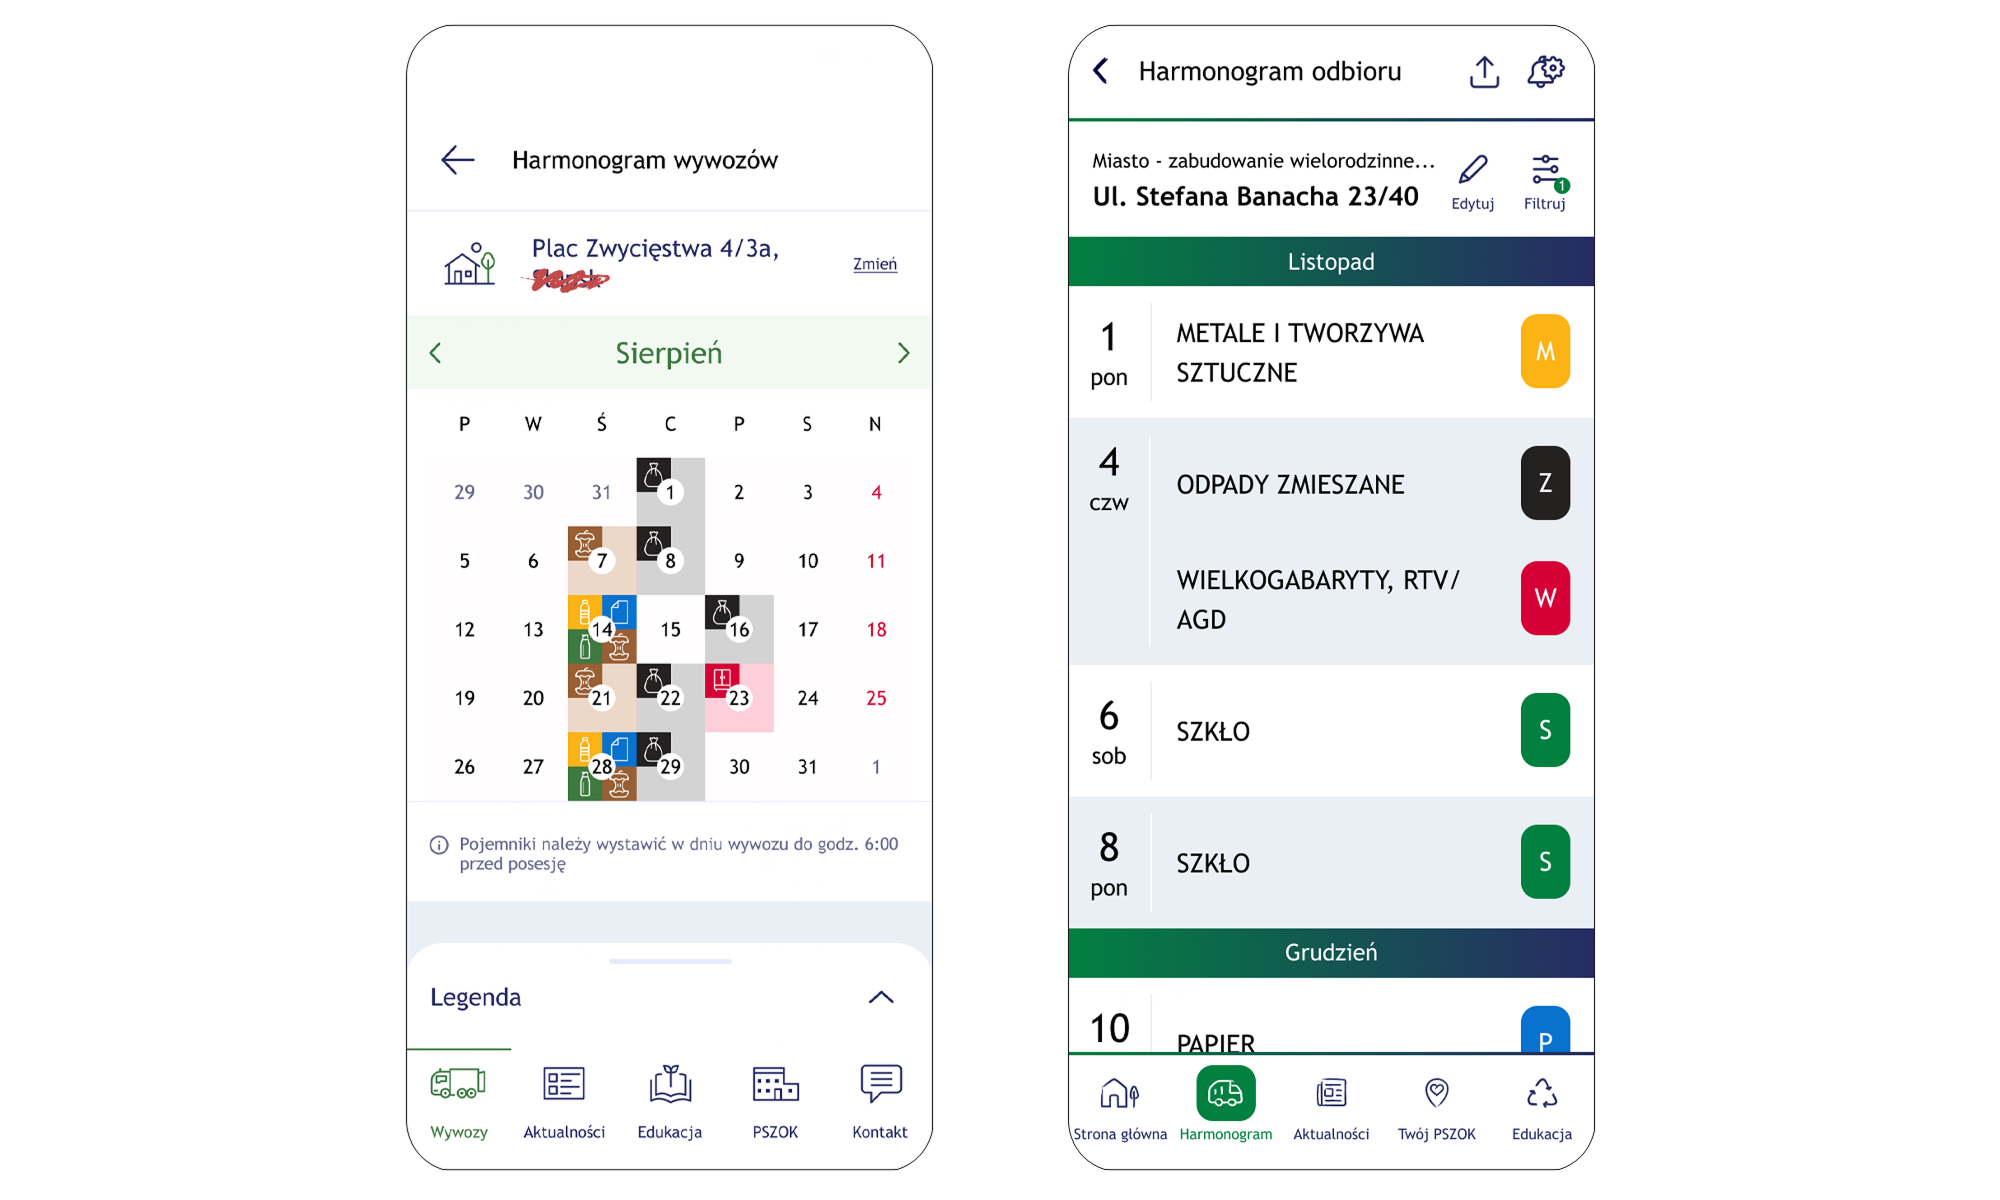 Harmonogram wywozów
Plac Zwycięstwa 4/3a,
Zmień
Sierpień
P W Ś C P S N
29 30 31 1 2 3 4
5 6 7 8 9 10 11
12 13 14 15 16 17 18
19 20 21 22 23 24 25
26 27 28 29 30 31 1
Pojemniki należy wystawić w dniu wywozu do godz. 6:00
przed posesję
Legenda
Wywozy Aktualności Edukacja PSZOK Kontakt
Harmonogram odbioru
Miasto - zabudowanie wielorodzinne...
Ul. Stefana Banacha 23/40
Edytuj
1
Filtruj
Listopad
1
pon
METALE I TWORZYWA
SZTUCZNE
M
4
czw
ODPADY ZMIESZANE
Z
WIELKOGABARYTY, RTV/
AGD
W
6
sob
SZKŁO
S
8
pon
SZKŁO
S
Grudzień
10
PAPIER
P
Strona główna Harmonogram Aktualności Twój PSZOK Edukacja